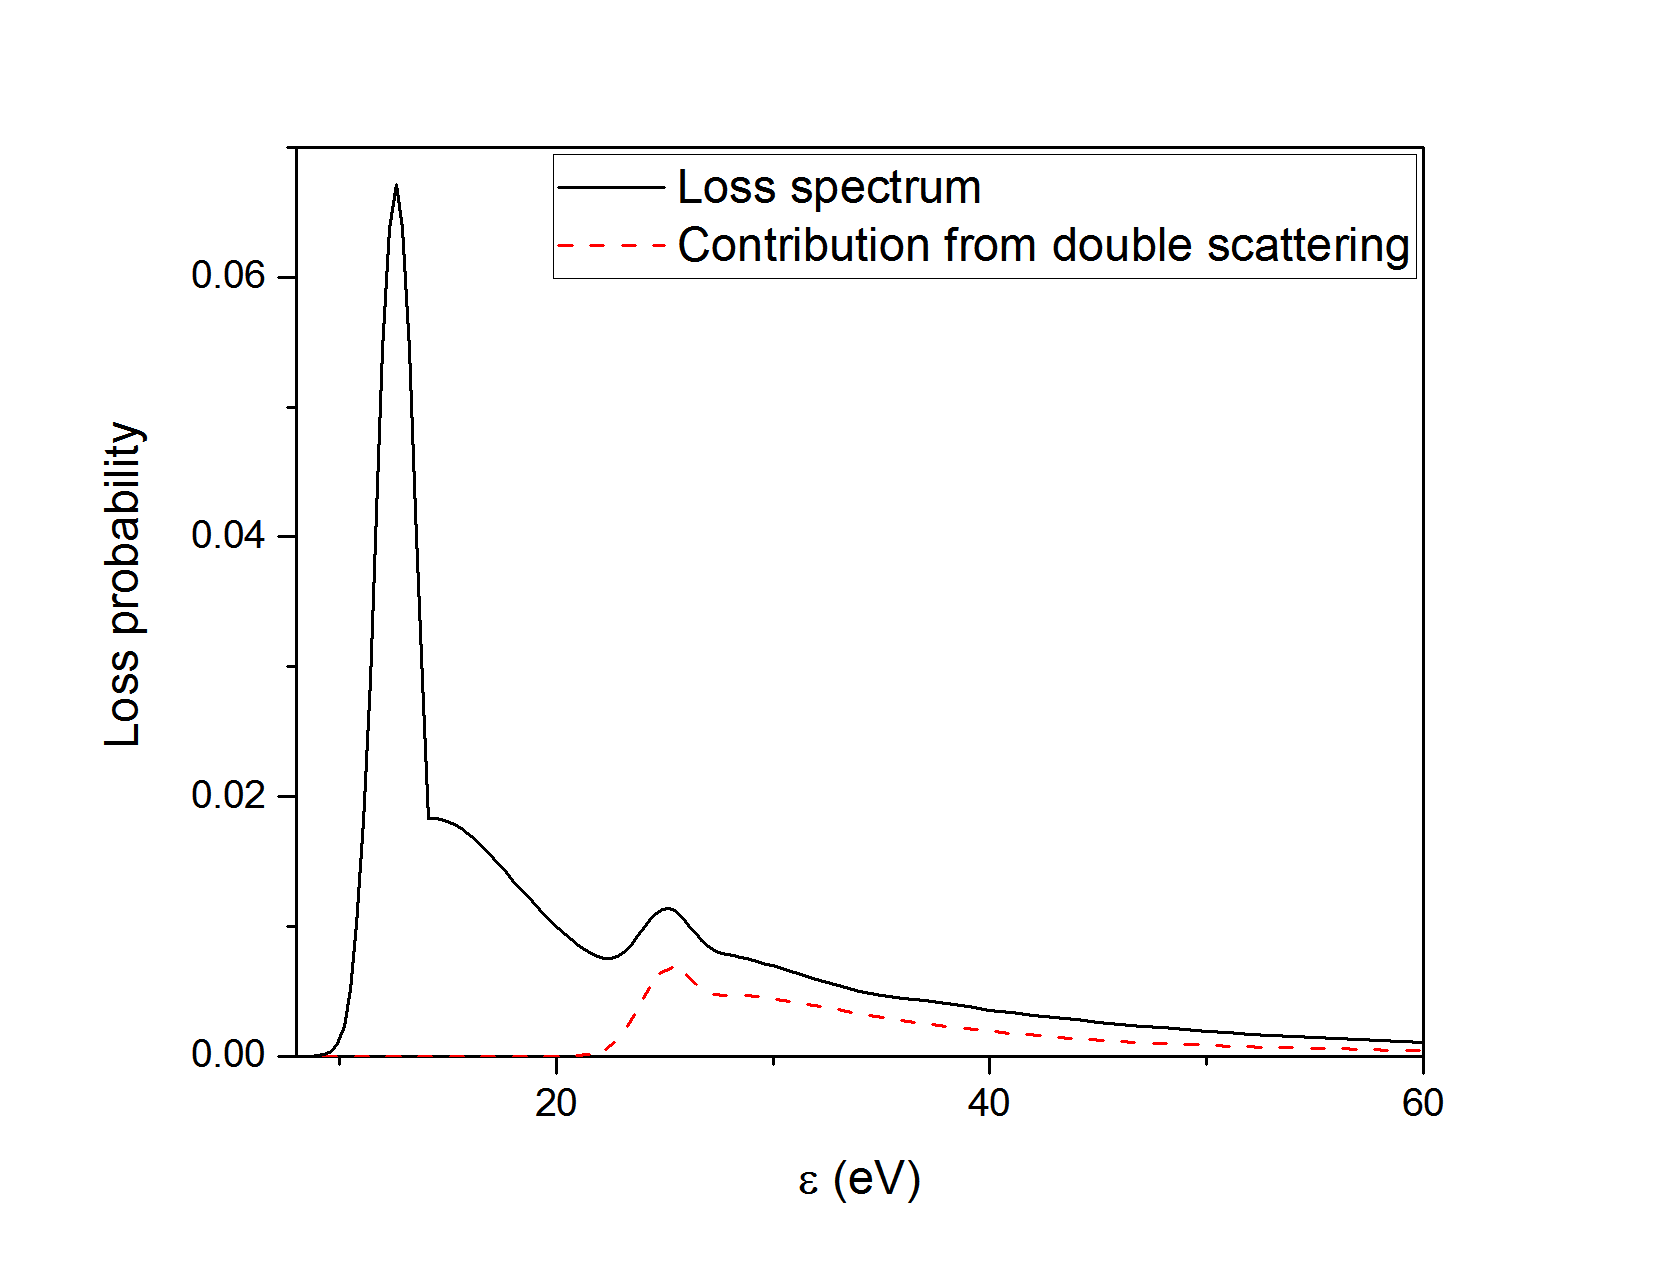 Loss spectrum
Contribution from double scattering
0.06
0.04
0.02
0.00
Loss probability
20
40
60
ε (eV)